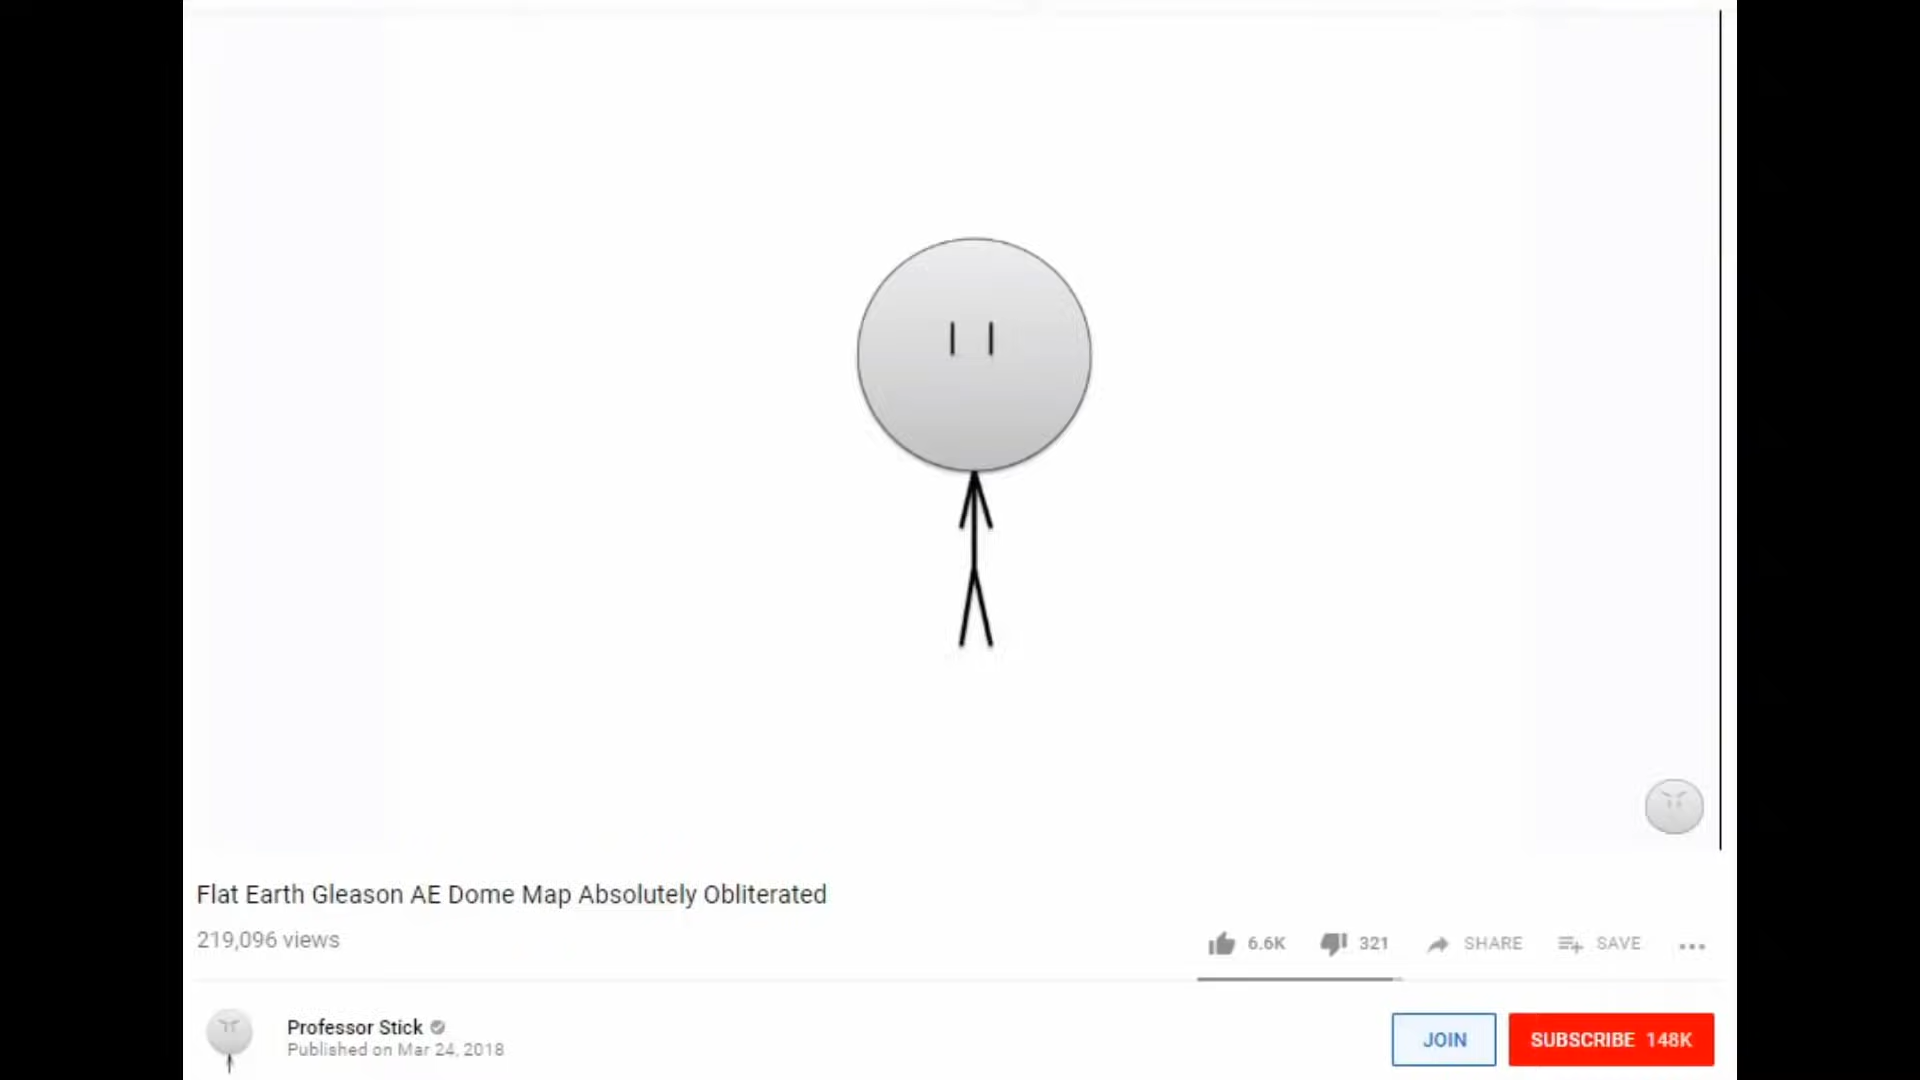 Flat Earth Gleason AE Dome Map Absolutely Obliterated
219,096 views
6.6K 321 SHARE SAVE
Professor Stick
Published on Mar 24, 2018
JOIN SUBSCRIBE 148K